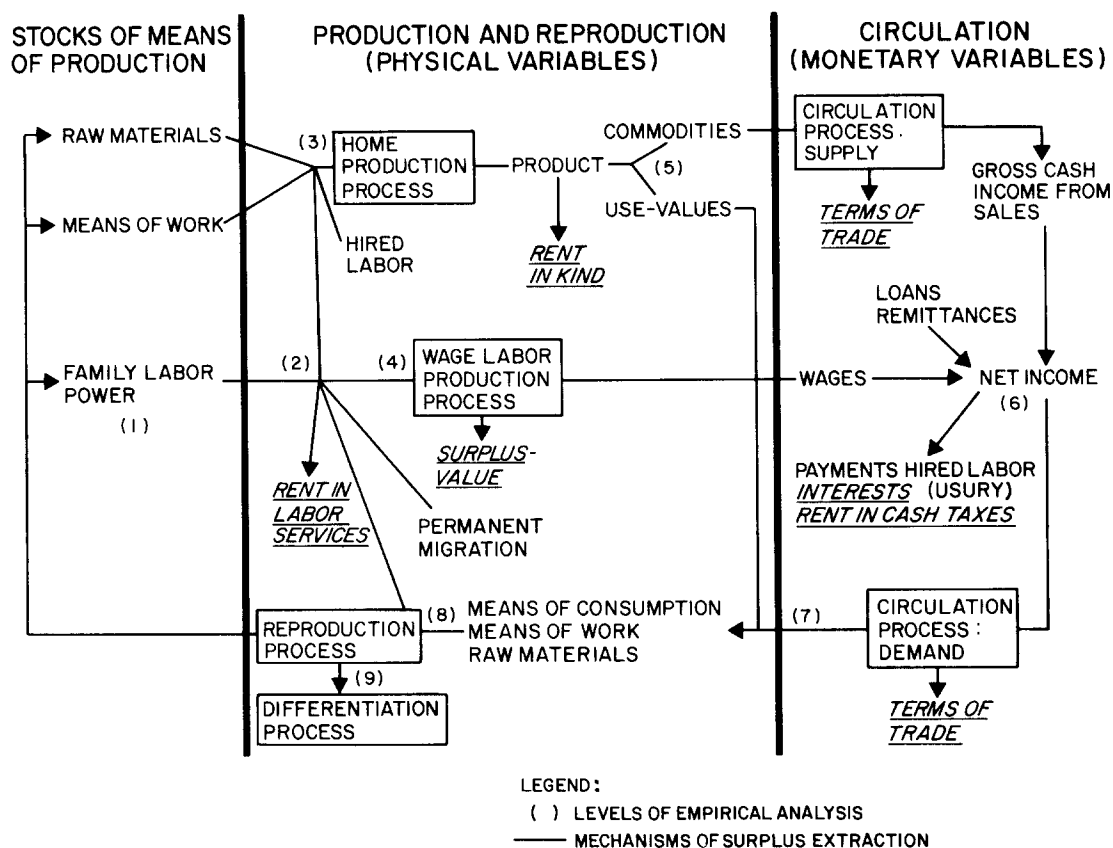 STOCKS OF MEANS
OF PRODUCTION
PRODUCTION AND REPRODUCTION
(PHYSICAL VARIABLES)
CIRCULATION
(MONETARY VARIABLES)
RAW MATERIALS
MEANS OF WORK
FAMILY LABOR
POWER
(1)
(3)
HOME
PRODUCTION
PROCESS
HIRED
LABOR
PRODUCT
RENT
IN KIND
COMMODITIES
(5)
USE-VALUES
(2)
(4)
WAGE LABOR
PRODUCTION
PROCESS
SURPLUS-
VALUE
RENT IN
LABOR
SERVICES
PERMANENT
MIGRATION
REPRODUCTION
PROCESS
(8)
MEANS OF CONSUMPTION
MEANS OF WORK
RAW MATERIALS
(9)
DIFFERENTIATION
PROCESS
CIRCULATION
PROCESS:
SUPPLY
TERMS OF
TRADE
GROSS CASH
INCOME FROM
SALES
LOANS
REMITTANCES
WAGES
NET INCOME
(6)
PAYMENTS HIRED LABOR
INTERESTS (USURY)
RENT IN CASH TAXES
(7)
CIRCULATION
PROCESS:
DEMAND
TERMS OF
TRADE
LEGEND:
( ) LEVELS OF EMPIRICAL ANALYSIS
MECHANISMS OF SURPLUS EXTRACTION